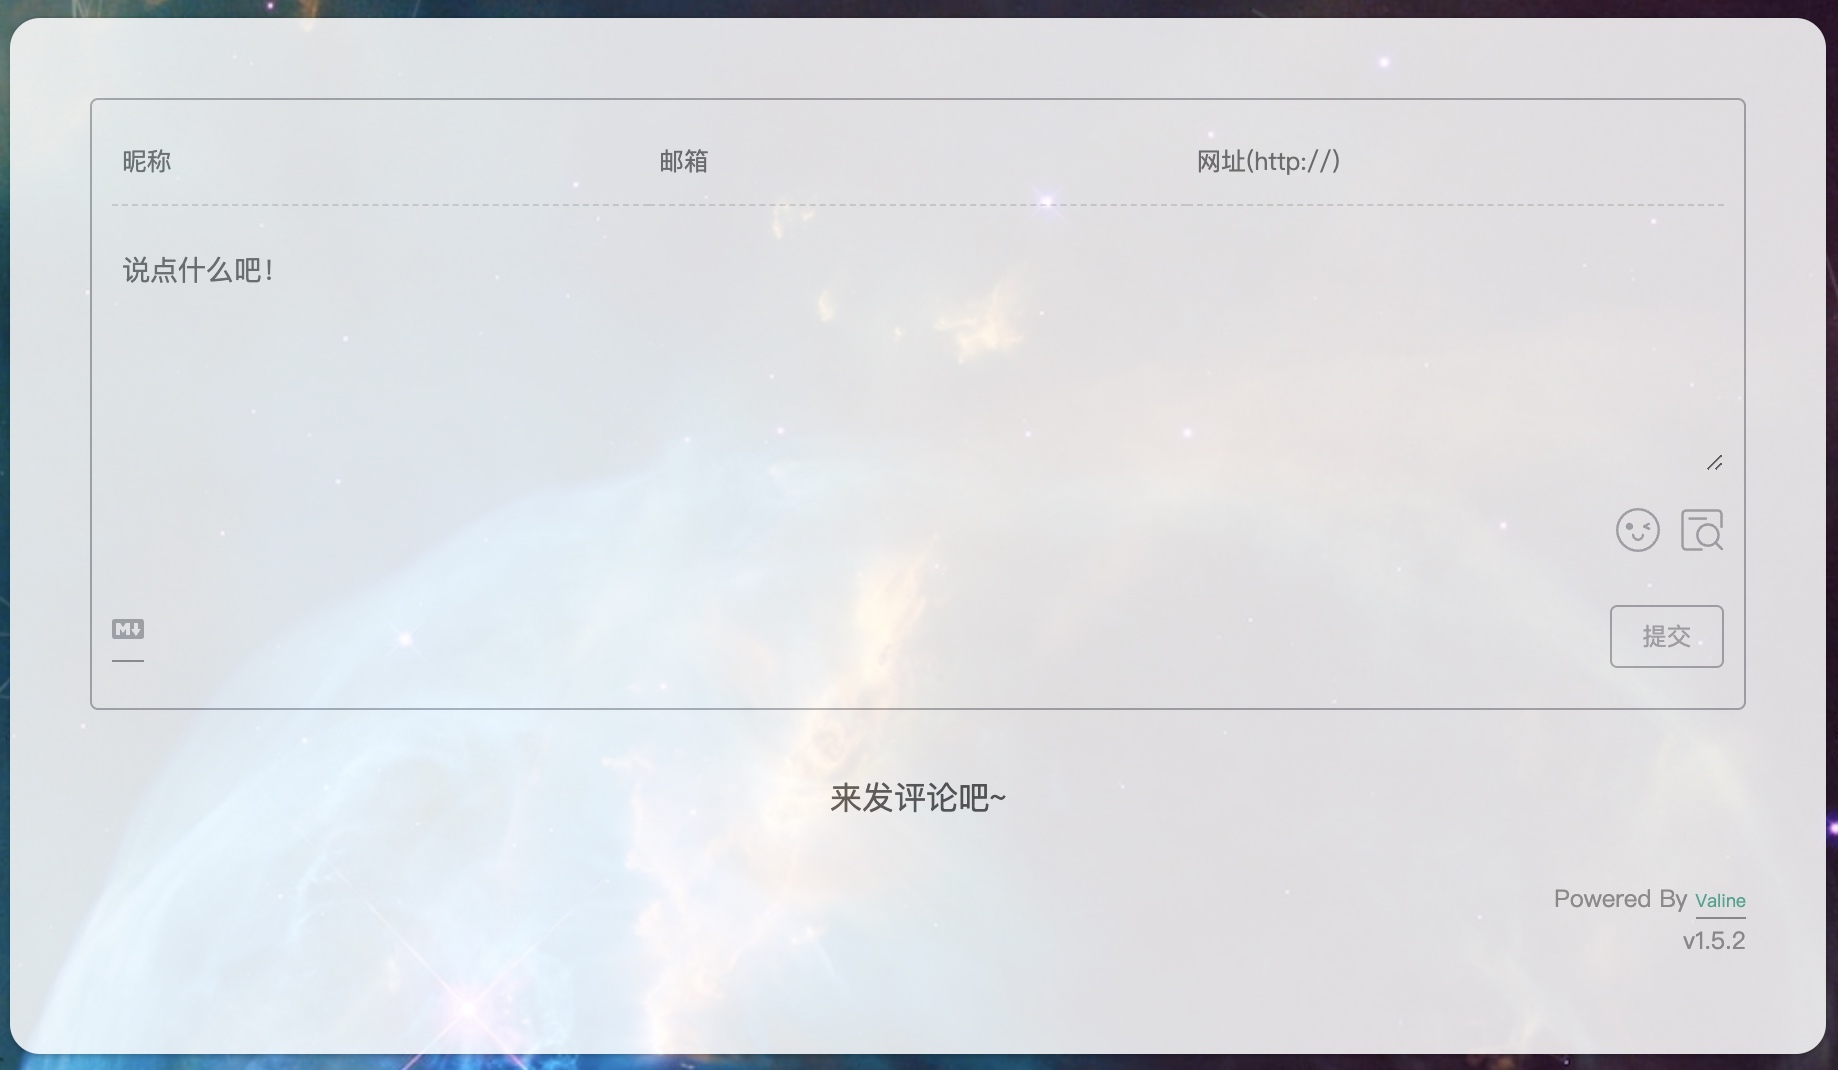 昵称 邮箱 网址(http://)
说点什么吧!
M↓
提交
来发评论吧~
Powered By Valine
v1.5.2